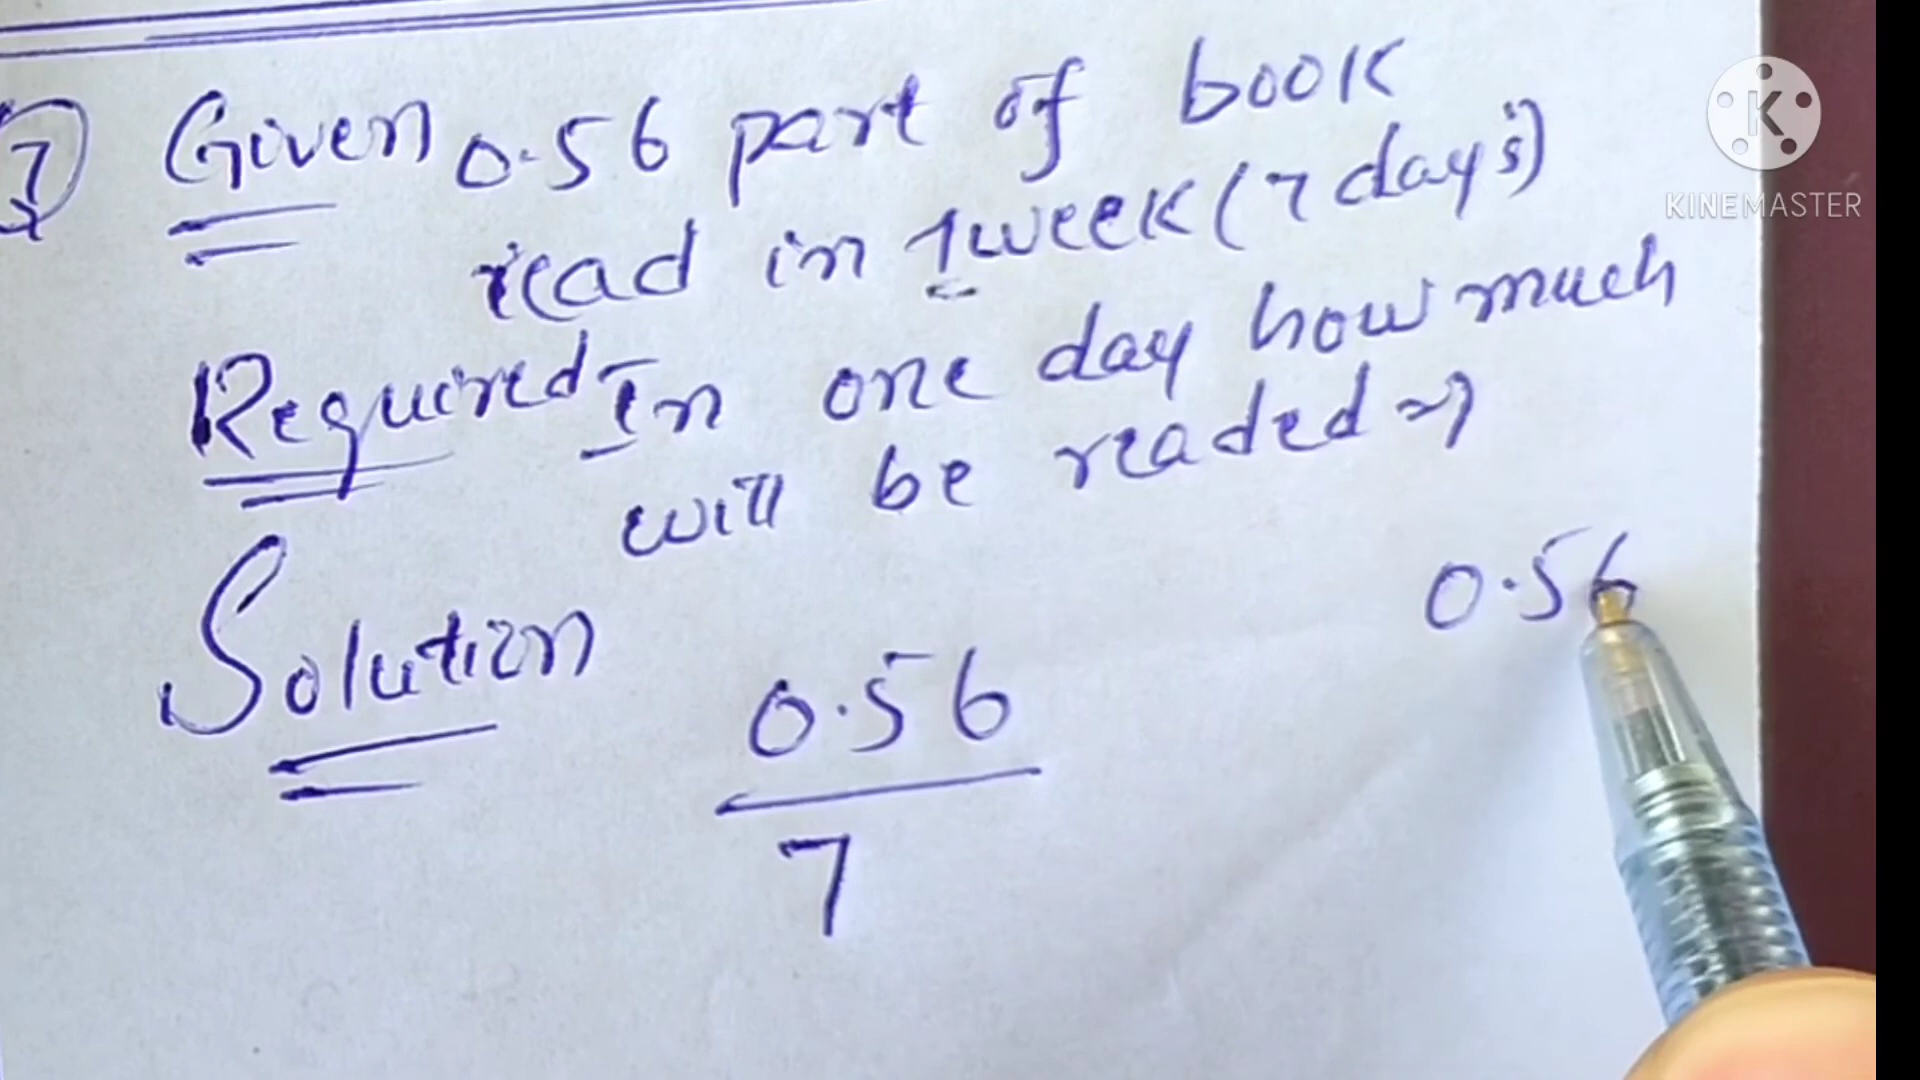 7 Given 0.56 part of book
read in 1 week (7 day's)
Required In one day how much
will be readed =>
Solution
0.56
7
0.56
K
KINEMASTER